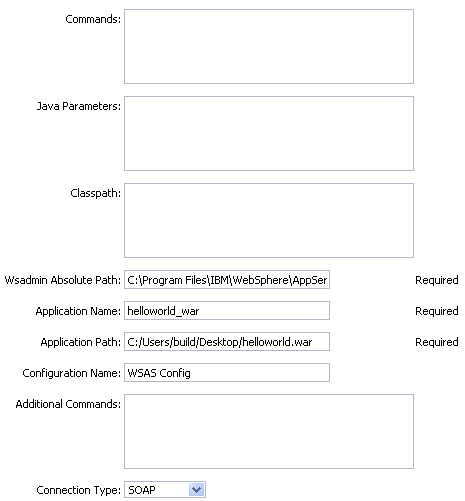 Commands:
Java Parameters:
Classpath:
Wsadmin Absolute Path: C:\Program Files\IBM\WebSphere\AppSer Required
Application Name: helloworld_war Required
Application Path: C:/Users/build/Desktop/helloworld.war Required
Configuration Name: WSAS Config
Additional Commands:
Connection Type: SOAP